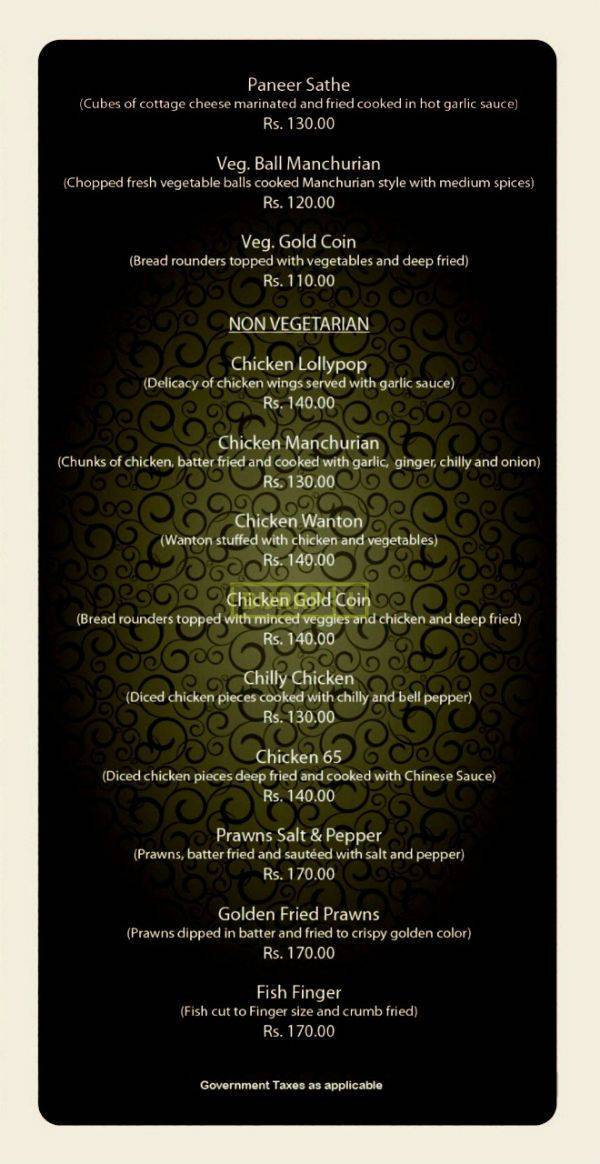 Paneer Sathe
(Cubes of cottage cheese marinated and fried cooked in hot garlic sauce)
Rs. 130.00
Veg. Ball Manchurian
(Chopped fresh vegetable balls cooked Manchurian style with medium spices)
Rs. 120.00
Veg. Gold Coin
(Bread rounders topped with vegetables and deep fried)
Rs. 110.00
NON VEGETARIAN
Chicken Lollypop
(Delicacy of chicken wings served with garlic sauce)
Rs. 140.00
Chicken Manchurian
(Chunks of chicken, batter fried and cooked with garlic, ginger, chilly and onion)
Rs. 130.00
Chicken Wanton
(Wanton stuffed with chicken and vegetables)
Rs. 140.00
Chicken Gold Coin
(Bread rounders topped with minced veggies and chicken and deep fried)
Rs. 140.00
Chilly Chicken
(Diced chicken pieces cooked with chilly and bell pepper)
Rs. 130.00
Chicken 65
(Diced chicken pieces deep fried and cooked with Chinese Sauce)
Rs. 140.00
Prawns Salt & Pepper
(Prawns, batter fried and sautéed with salt and pepper)
Rs. 170.00
Golden Fried Prawns
(Prawns dipped in batter and fried to crispy golden color)
Rs. 170.00
Fish Finger
(Fish cut to Finger size and crumb fried)
Rs. 170.00
Government Taxes as applicable